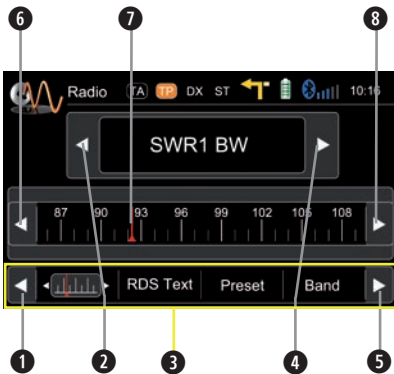 6 7 8
Radio TA TP DX ST 10:16
SWR1 BW
87 90 93 96 99 102 105 108
RDS Text Preset Band
1 2 3 4 5